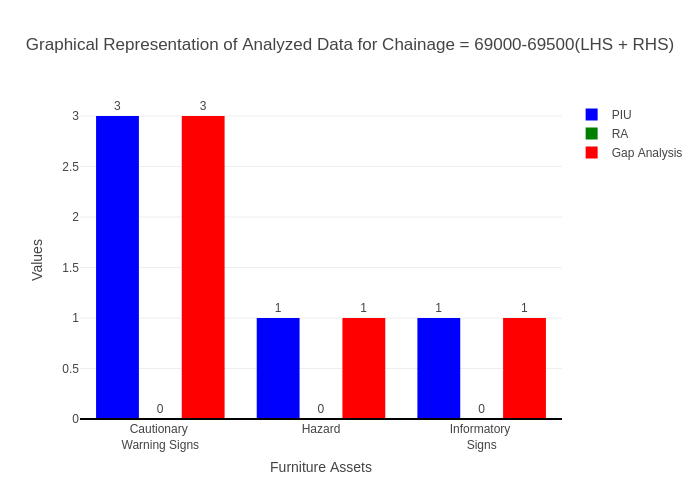 Graphical Representation of Analyzed Data for Chainage = 69000-69500(LHS + RHS)
PIU
RA
Gap Analysis
Values
3
2.5
2
1.5
1
0.5
0
3
0
3
1
0
1
1
0
1
Cautionary
Warning Signs
Hazard
Informatory
Signs
Furniture Assets